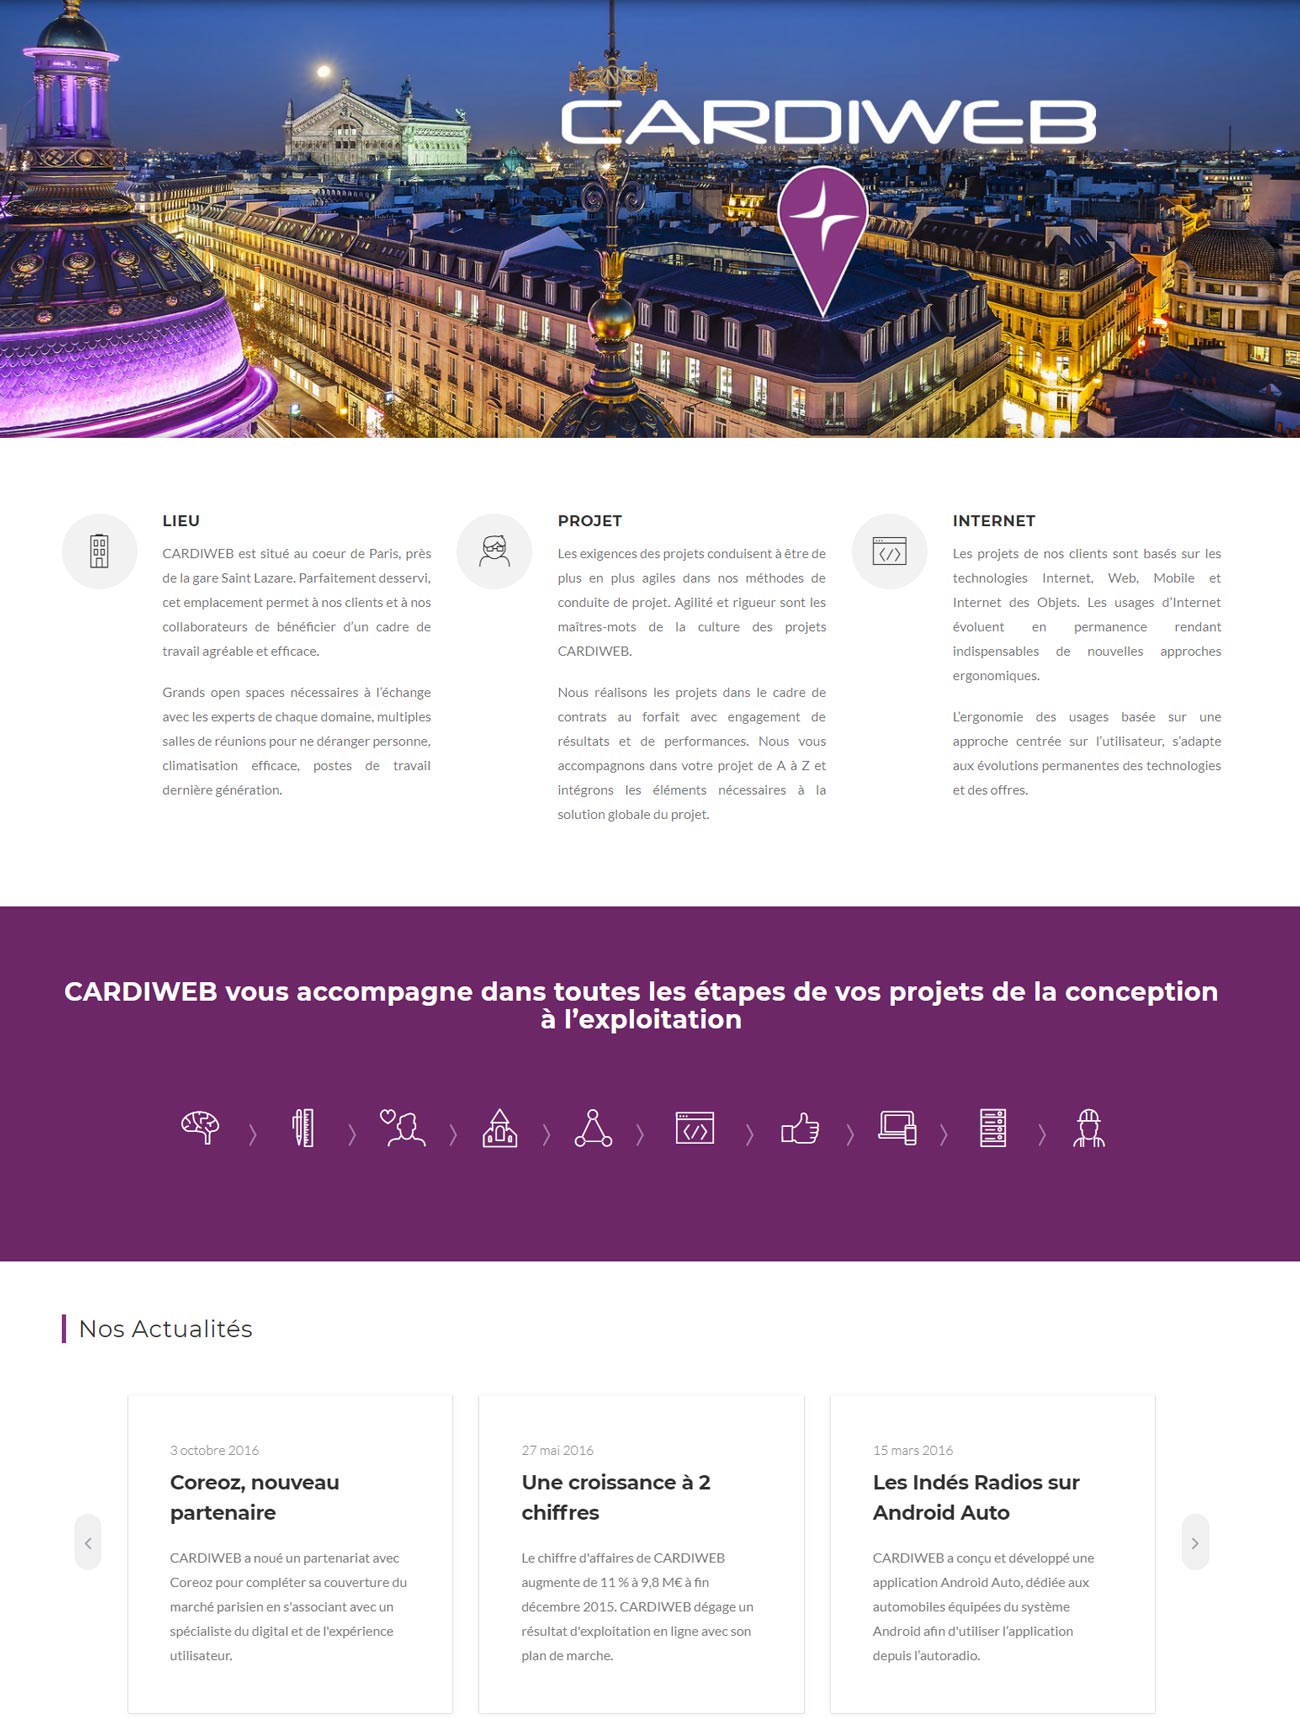 CARDIWEB
LIEU
CARDIWEB est situé au coeur de Paris, près
de la gare Saint Lazare. Parfaitement desservi,
cet emplacement permet à nos clients et à nos
collaborateurs de bénéficier d’un cadre de
travail agréable et efficace.
Grands open spaces nécessaires à l’échange
avec les experts de chaque domaine, multiples
salles de réunions pour ne déranger personne,
climatisation efficace, postes de travail
dernière génération.
PROJET
Les exigences des projets conduisent à être de
plus en plus agiles dans nos méthodes de
conduite de projet. Agilité et rigueur sont les
maîtres-mots de la culture des projets
CARDIWEB.
Nous réalisons les projets dans le cadre de
contrats au forfait avec engagement de
résultats et de performances. Nous vous
accompagnons dans votre projet de A à Z et
intégrons les éléments nécessaires à la
solution globale du projet.
INTERNET
Les projets de nos clients sont basés sur les
technologies Internet, Web, Mobile et
Internet des Objets. Les usages d’Internet
évoluent en permanence rendant
indispensables de nouvelles approches
ergonomiques.
L’ergonomie des usages basée sur une
approche centrée sur l’utilisateur, s’adapte
aux évolutions permanentes des technologies
et des offres.
CARDIWEB vous accompagne dans toutes les étapes de vos projets de la conception
à l’exploitation
Nos Actualités
3 octobre 2016
Coreoz, nouveau
partenaire
CARDIWEB a noué un partenariat avec
Coreoz pour compléter sa couverture du
marché parisien en s'associant avec un
spécialiste du digital et de l'expérience
utilisateur.
27 mai 2016
Une croissance à 2
chiffres
Le chiffre d'affaires de CARDIWEB
augmente de 11 % à 9,8 M€ à fin
décembre 2015. CARDIWEB dégage un
résultat d'exploitation en ligne avec son
plan de marche.
15 mars 2016
Les Indés Radios sur
Android Auto
CARDIWEB a conçu et développé une
application Android Auto, dédiée aux
automobiles équipées du système
Android afin d'utiliser l’application
depuis l’autoradio.